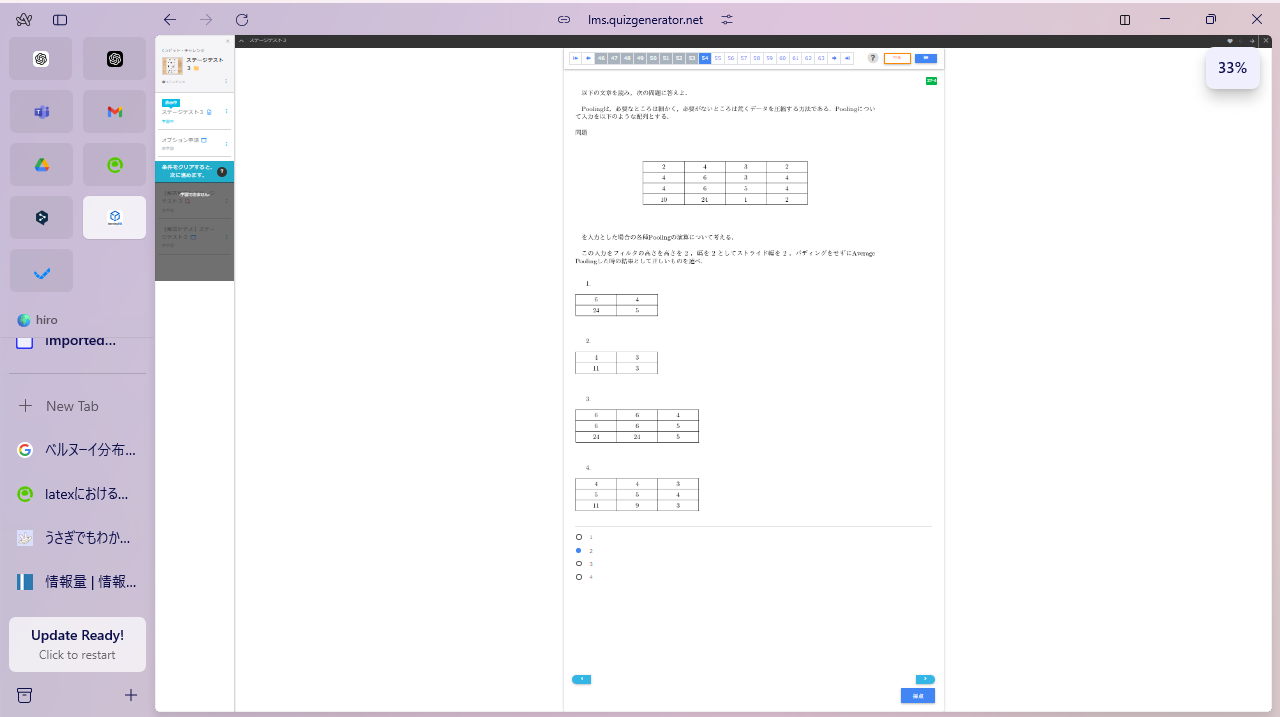 lms.quizgenerator.net
33%
hiro
Imported...
New Tab
ベルヌーイ分布...
latexにおける...
うさぎでもわか...
情報量 | 情報...
Update Ready!
Click to restart
ステージテスト
3
ステージテスト3
オプション申請
条件をクリアすると、
次に進めます。
?
学習できません
ステージテスト3
46 47 48 49 50 51 52 53 54 55 56 57 58 59 60 61 62 63
?
以下の文章を読み、次の問題に答えよ.
Poolingは、必要なところは細かく、必要がないところは荒くデータを圧縮する方法である. Poolingについ
て入力を以下のような配列とする.
問題
2 4 3 2
4 6 3 4
4 6 5 4
10 24 1 2
を入力とした場合の各種Poolingの演算について考える.
この入力をフィルタの高さを高さを 2 , 幅を 2 としてストライド幅を 2 , パディングをせずにAverage
Poolingした時の結果として正しいものを選べ.
1.
6 4
24 5
2.
4 3
11 3
3.
6 6 4
6 6 5
24 24 5
4.
4 4 3
5 5 4
11 9 3
1
2
3
4
採点